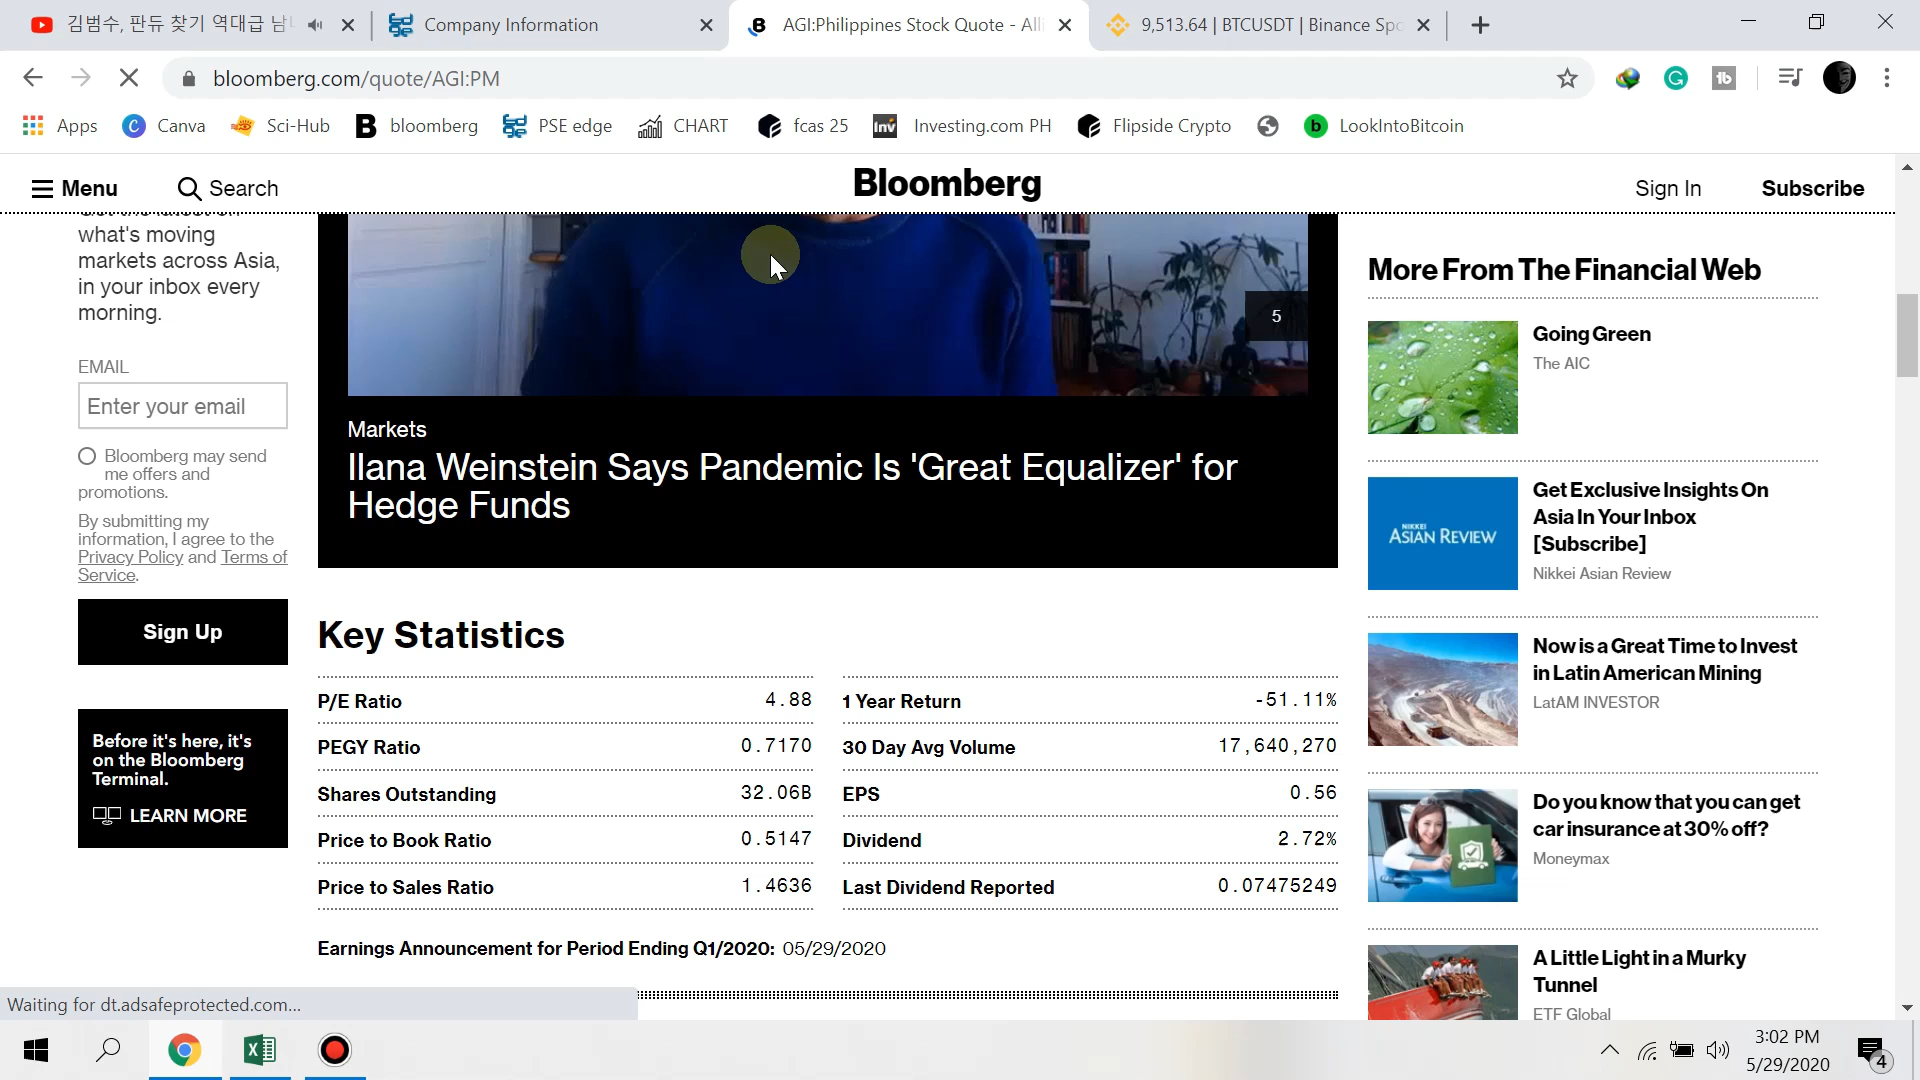 김범수, 판듀 찾기 역대급 남
Company Information
AGI:Philippines Stock Quote - Alli
9,513.64 | BTCUSDT | Binance Spo
bloomberg.com/quote/AGI:PM
Apps
Canva
Sci-Hub
bloomberg
PSE edge
CHART
fcas 25
Investing.com PH
Flipside Crypto
LookIntoBitcoin
Menu
Search
Bloomberg
Sign In
Subscribe
what's moving
markets across Asia,
in your inbox every
morning.
EMAIL
Enter your email
Bloomberg may send
me offers and
promotions.
By submitting my
information, I agree to the
Privacy Policy and Terms of
Service.
Sign Up
Before it's here, it's
on the Bloomberg
Terminal.
LEARN MORE
5
Markets
Ilana Weinstein Says Pandemic Is 'Great Equalizer' for
Hedge Funds
Key Statistics
P/E Ratio 4.88
PEGY Ratio 0.7170
Shares Outstanding 32.06B
Price to Book Ratio 0.5147
Price to Sales Ratio 1.4636
1 Year Return -51.11%
30 Day Avg Volume 17,640,270
EPS 0.56
Dividend 2.72%
Last Dividend Reported 0.07475249
Earnings Announcement for Period Ending Q1/2020: 05/29/2020
More From The Financial Web
Going Green
The AIC
NIKKEI
ASIAN REVIEW
Get Exclusive Insights On
Asia In Your Inbox
[Subscribe]
Nikkei Asian Review
Now is a Great Time to Invest
in Latin American Mining
LatAM INVESTOR
Do you know that you can get
car insurance at 30% off?
Moneymax
A Little Light in a Murky
Tunnel
ETF Global
Waiting for dt.adsafeprotected.com...
3:02 PM
5/29/2020
4